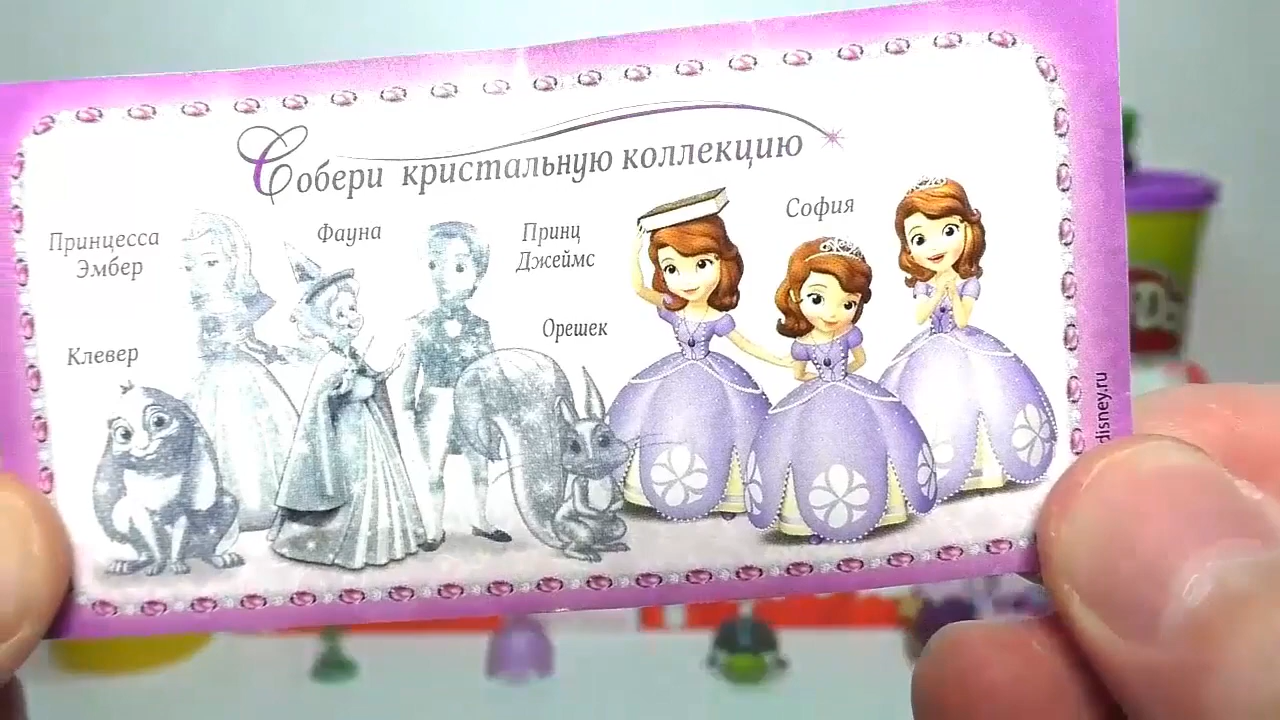 Собери кристальную коллекцию
Принцесса
Эмбер
Фауна
Принц
Джеймс
София
Орешек
Клевер
disney.ru